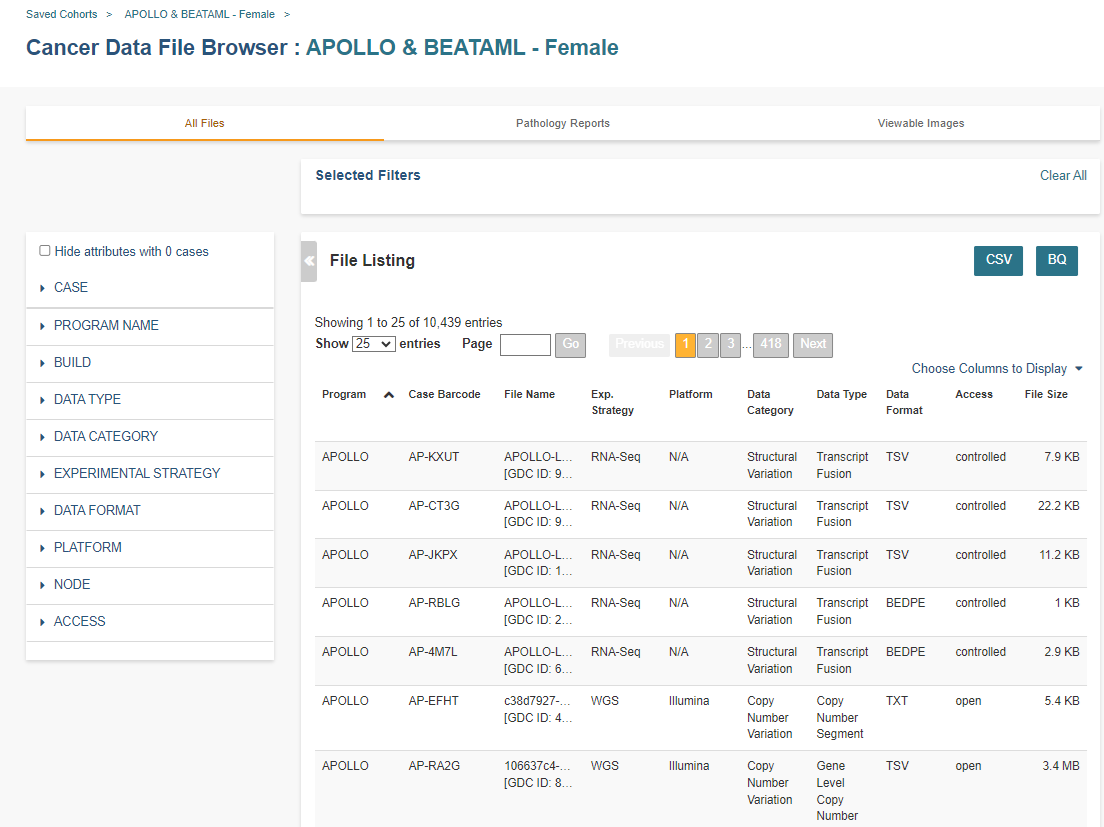 Saved Cohorts > APOLLO & BEATAML - Female >
Cancer Data File Browser : APOLLO & BEATAML - Female
All Files Pathology Reports Viewable Images
Selected Filters Clear All
Hide attributes with 0 cases
CASE
PROGRAM NAME
BUILD
DATA TYPE
DATA CATEGORY
EXPERIMENTAL STRATEGY
DATA FORMAT
PLATFORM
NODE
ACCESS
« File Listing CSV BQ
Showing 1 to 25 of 10,439 entries
Show 25 entries Page Go Previous 1 2 3 ... 418 Next
Choose Columns to Display
Program Case Barcode File Name Exp. Platform Data Data Type Data Access File Size
Strategy Category Format
APOLLO AP-KXUT APOLLO-L... RNA-Seq N/A Structural Transcript TSV controlled 7.9 KB
[GDC ID: 9... Variation Fusion
APOLLO AP-CT3G APOLLO-L... RNA-Seq N/A Structural Transcript TSV controlled 22.2 KB
[GDC ID: 9... Variation Fusion
APOLLO AP-JKPX APOLLO-L... RNA-Seq N/A Structural Transcript TSV controlled 11.2 KB
[GDC ID: 1... Variation Fusion
APOLLO AP-RBLG APOLLO-L... RNA-Seq N/A Structural Transcript BEDPE controlled 1 KB
[GDC ID: 2... Variation Fusion
APOLLO AP-4M7L APOLLO-L... RNA-Seq N/A Structural Transcript BEDPE controlled 2.9 KB
[GDC ID: 6... Variation Fusion
APOLLO AP-EFHT c38d7927-... WGS Illumina Copy Copy TXT open 5.4 KB
[GDC ID: 4... Number Number
Variation Segment
APOLLO AP-RA2G 106637c4-... WGS Illumina Copy Gene TSV open 3.4 MB
[GDC ID: 8... Number Level
Variation Copy
Number